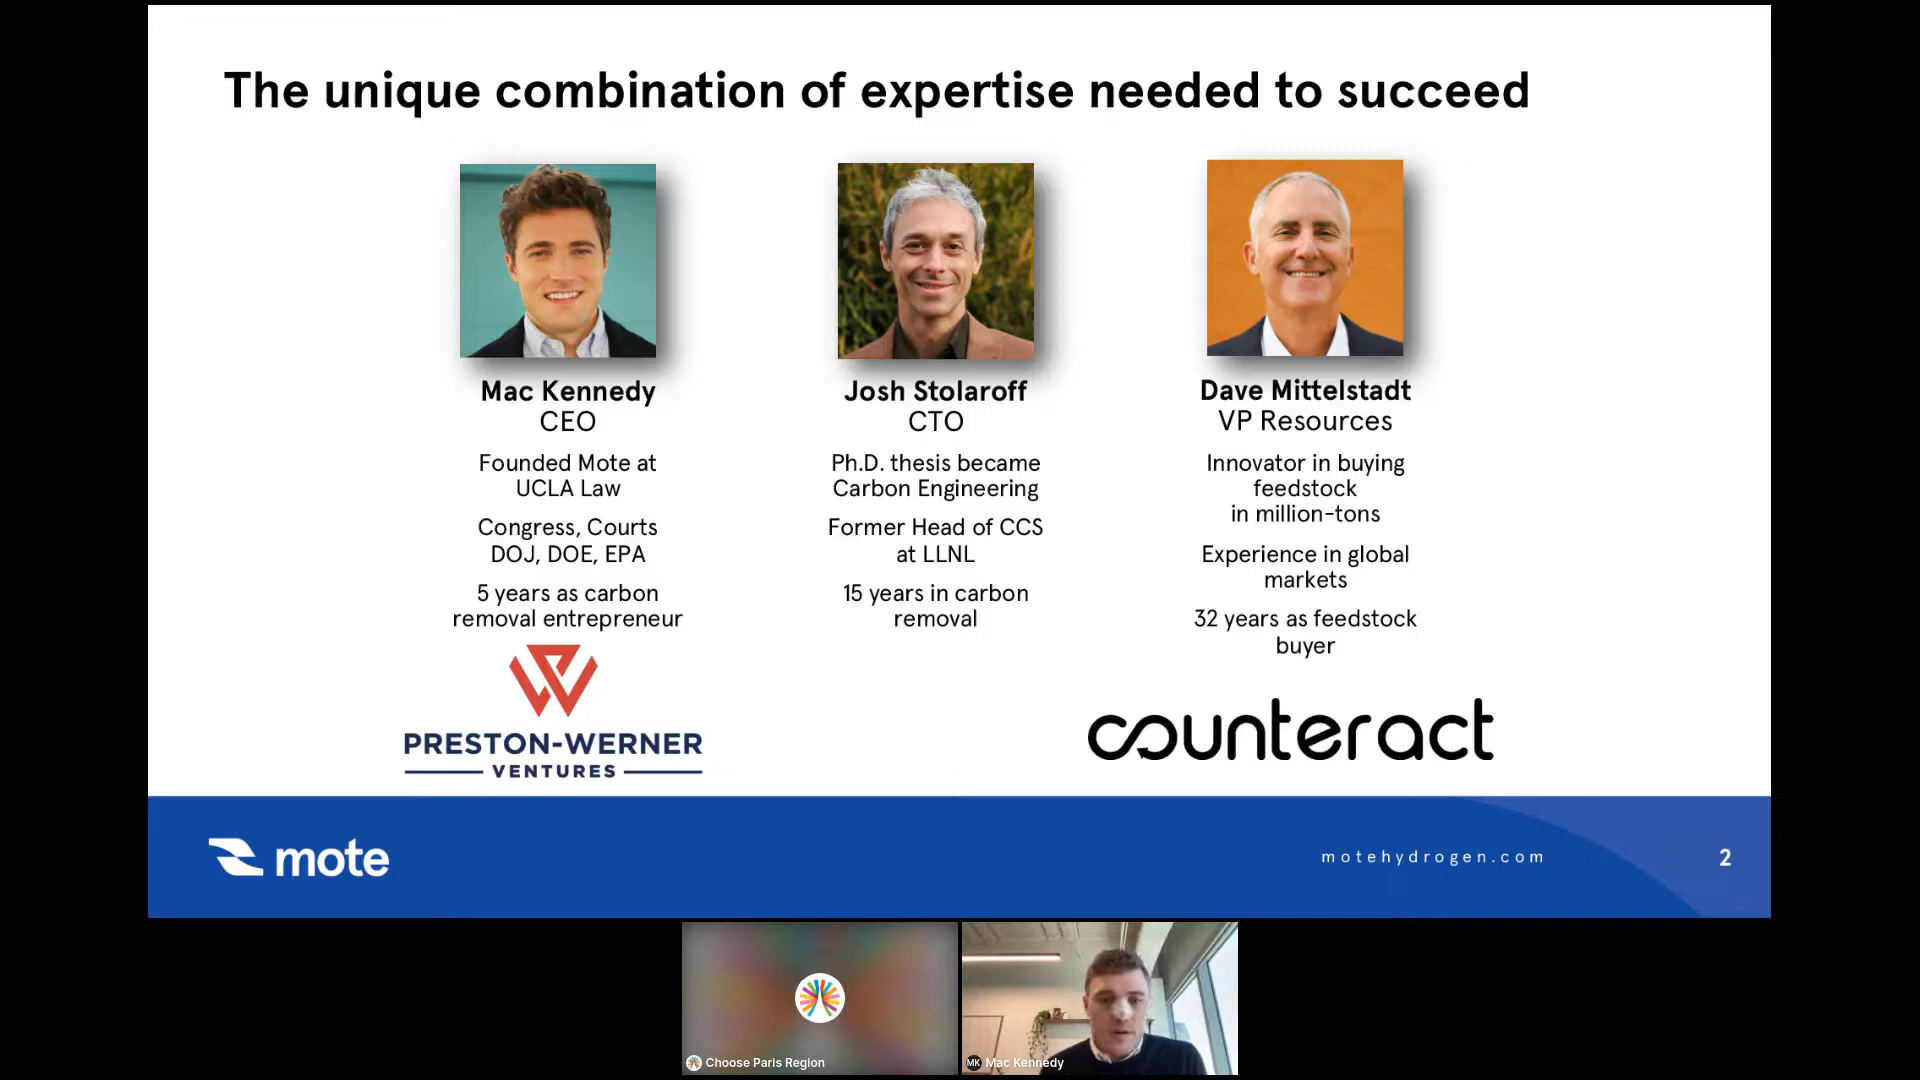 The unique combination of expertise needed to succeed
Mac Kennedy
CEO
Founded Mote at
UCLA Law
Congress, Courts
DOJ, DOE, EPA
5 years as carbon
removal entrepreneur
Josh Stolaroff
CTO
Ph.D. thesis became
Carbon Engineering
Former Head of CCS
at LLNL
15 years in carbon
removal
Dave Mittelstadt
VP Resources
Innovator in buying
feedstock
in million-tons
Experience in global
markets
32 years as feedstock
buyer
PRESTON-WERNER
VENTURES
counteract
mote
motehydrogen.com
2
Choose Paris Region
MK Mac Kennedy